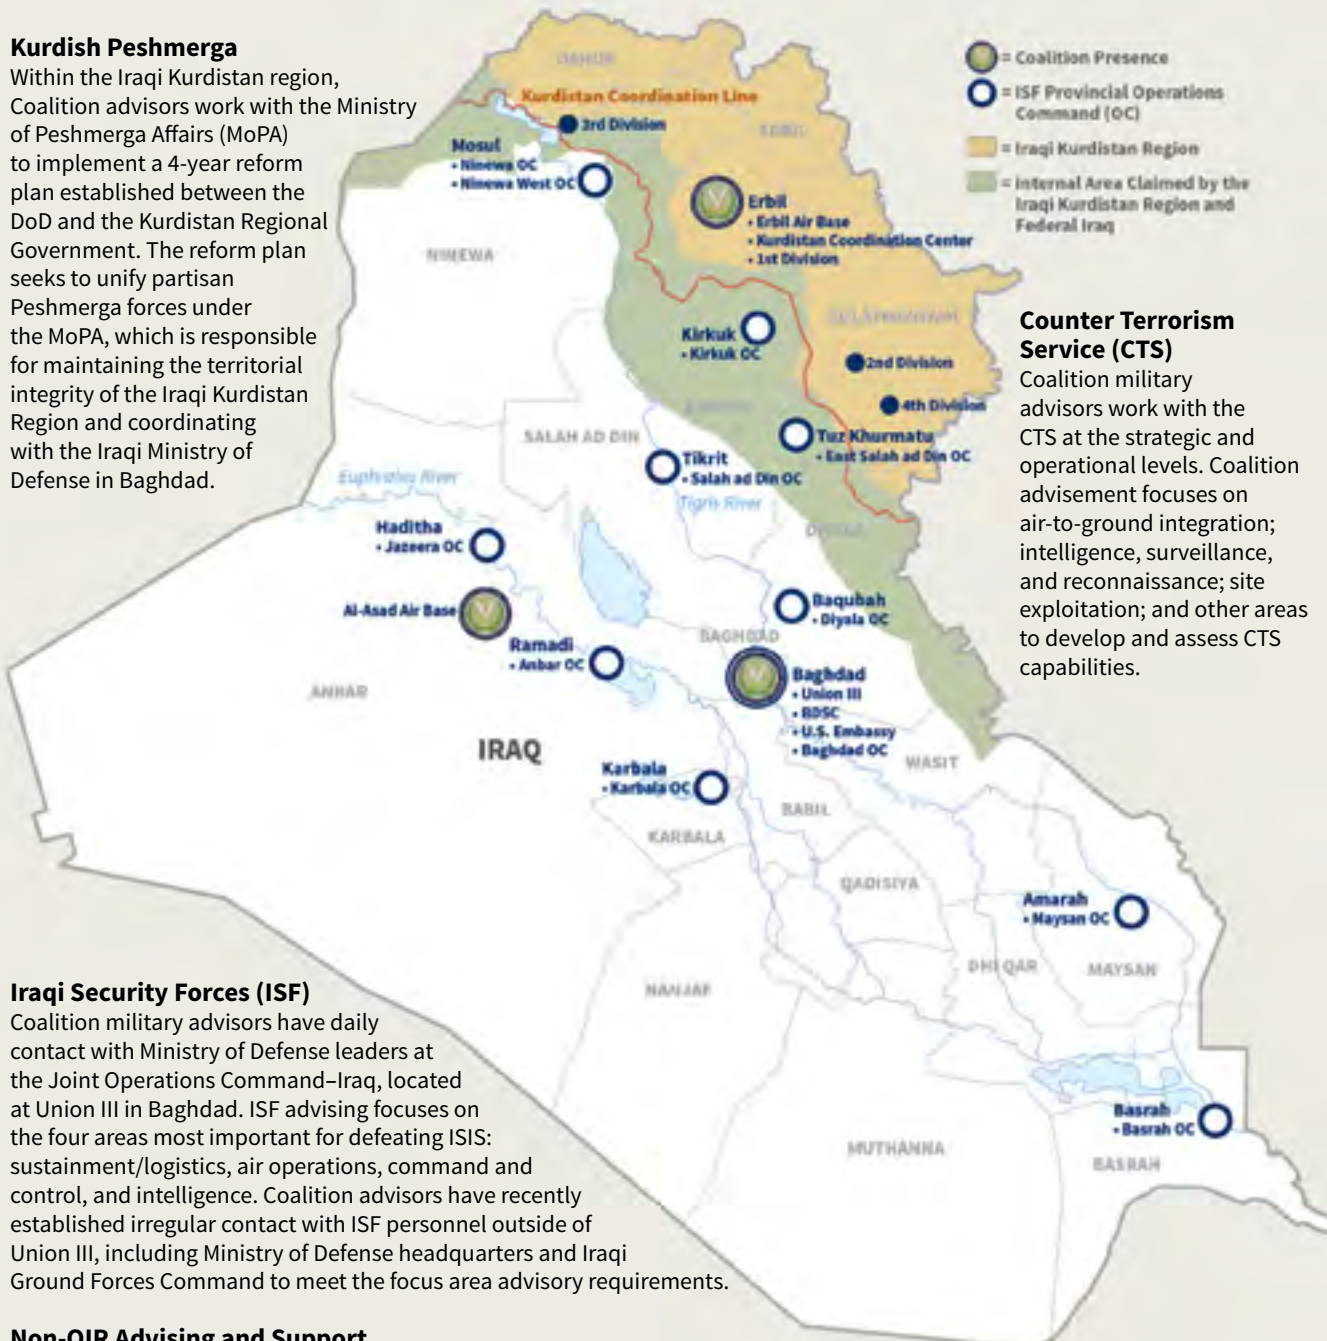 Kurdish Peshmerga
Within the Iraqi Kurdistan region,
Coalition advisors work with the Ministry
of Peshmerga Affairs (MoPA)
to implement a 4-year reform
plan established between the
DoD and the Kurdistan Regional
Government. The reform plan
seeks to unify partisan
Peshmerga forces under
the MoPA, which is responsible
for maintaining the territorial
integrity of the Iraqi Kurdistan
Region and coordinating
with the Iraqi Ministry of
Defense in Baghdad.
= Coalition Presence
= ISF Provincial Operations
Command (OC)
= Iraqi Kurdistan Region
= Internal Area Claimed by the
Iraqi Kurdistan Region and
Federal Iraq
DAHUK
Kurdistan Coordination Line
3rd Division
ERBIL
Mosul
• Ninewa OC
• Ninewa West OC
Erbil
• Erbil Air Base
• Kurdistan Coordination Center
• 1st Division
NINEWA
Kirkuk
• Kirkuk OC
2nd Division
4th Division
Counter Terrorism
Service (CTS)
Coalition military
advisors work with the
CTS at the strategic and
operational levels. Coalition
advisement focuses on
air-to-ground integration;
intelligence, surveillance,
and reconnaissance; site
exploitation; and other areas
to develop and assess CTS
capabilities.
SALAH AD DIN
Tuz Khurmatu
• East Salah ad Din OC
Tikrit
• Salah ad Din OC
Euphrates River
Tigris River
DIYALA
Haditha
• Jazeera OC
Al-Asad Air Base
Baqubah
• Diyala OC
BAGHDAD
Ramadi
• Anbar OC
Baghdad
• Union III
• BDSC
• U.S. Embassy
• Baghdad OC
ANBAR
IRAQ
WASIT
Karbala
• Karbala OC
BABIL
KARBALA
QADISIYA
Amarah
• Maysan OC
DHI QAR
MAYSAN
NANJAF
Basrah
• Basrah OC
MUTHANNA
BASRAH
Iraqi Security Forces (ISF)
Coalition military advisors have daily
contact with Ministry of Defense leaders at
the Joint Operations Command–Iraq, located
at Union III in Baghdad. ISF advising focuses on
the four areas most important for defeating ISIS:
sustainment/logistics, air operations, command and
control, and intelligence. Coalition advisors have recently
established irregular contact with ISF personnel outside of
Union III, including Ministry of Defense headquarters and Iraqi
Ground Forces Command to meet the focus area advisory requirements.
Non-OIR Advising and Support